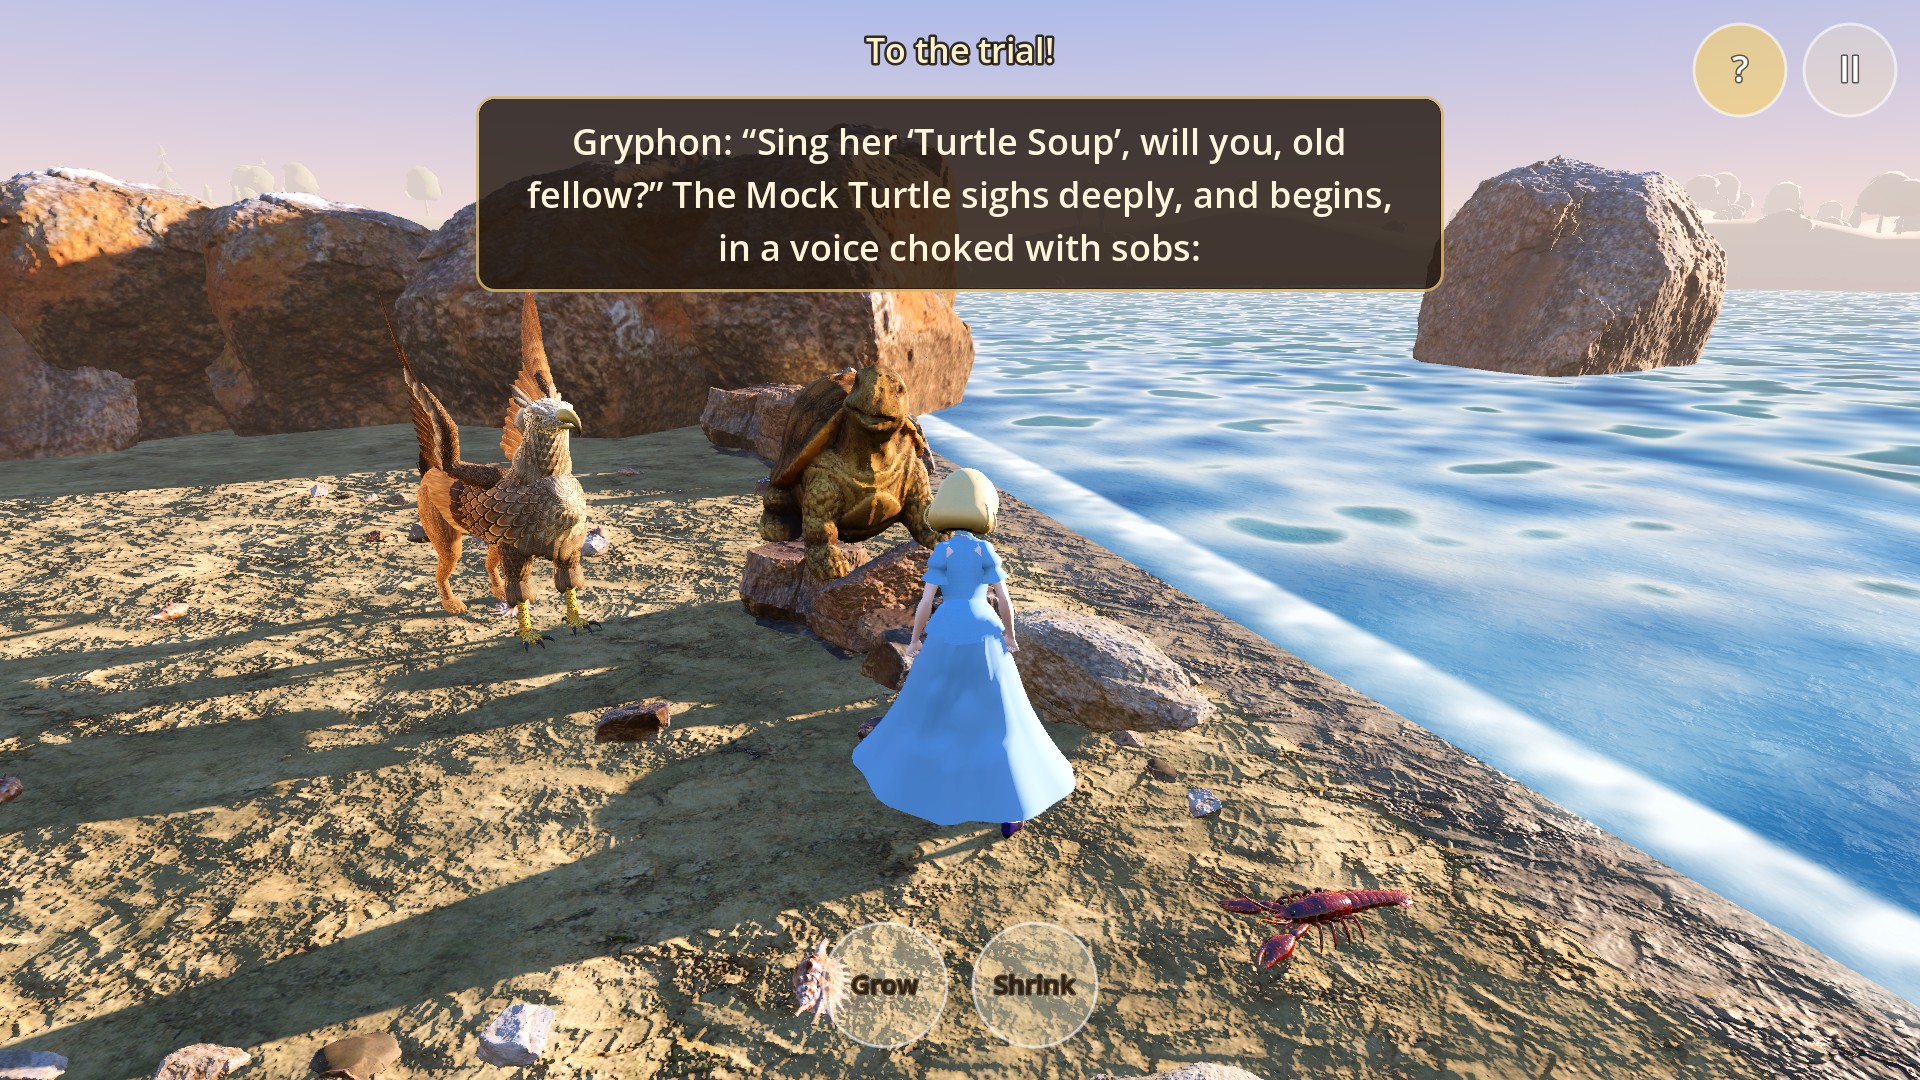 To the trial!
?
Gryphon: “Sing her ‘Turtle Soup’, will you, old
fellow?” The Mock Turtle sighs deeply, and begins,
in a voice choked with sobs:
Grow
Shrink